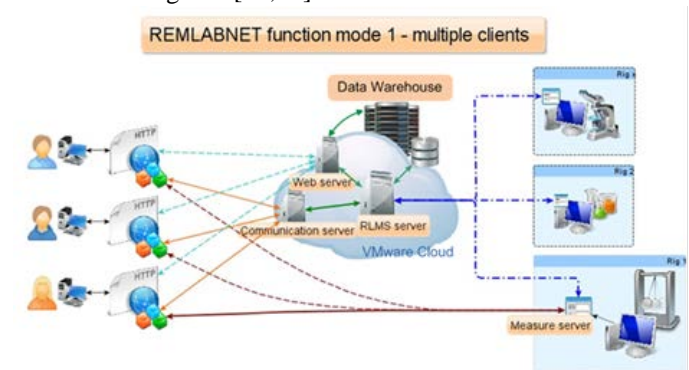 REMLABNET function mode 1 - multiple clients
Data Warehouse
Rig x
HTTP
Web server
Rig 2
HTTP
Communication server
RLMS server
VMware Cloud
Rig 1
HTTP
Measure server